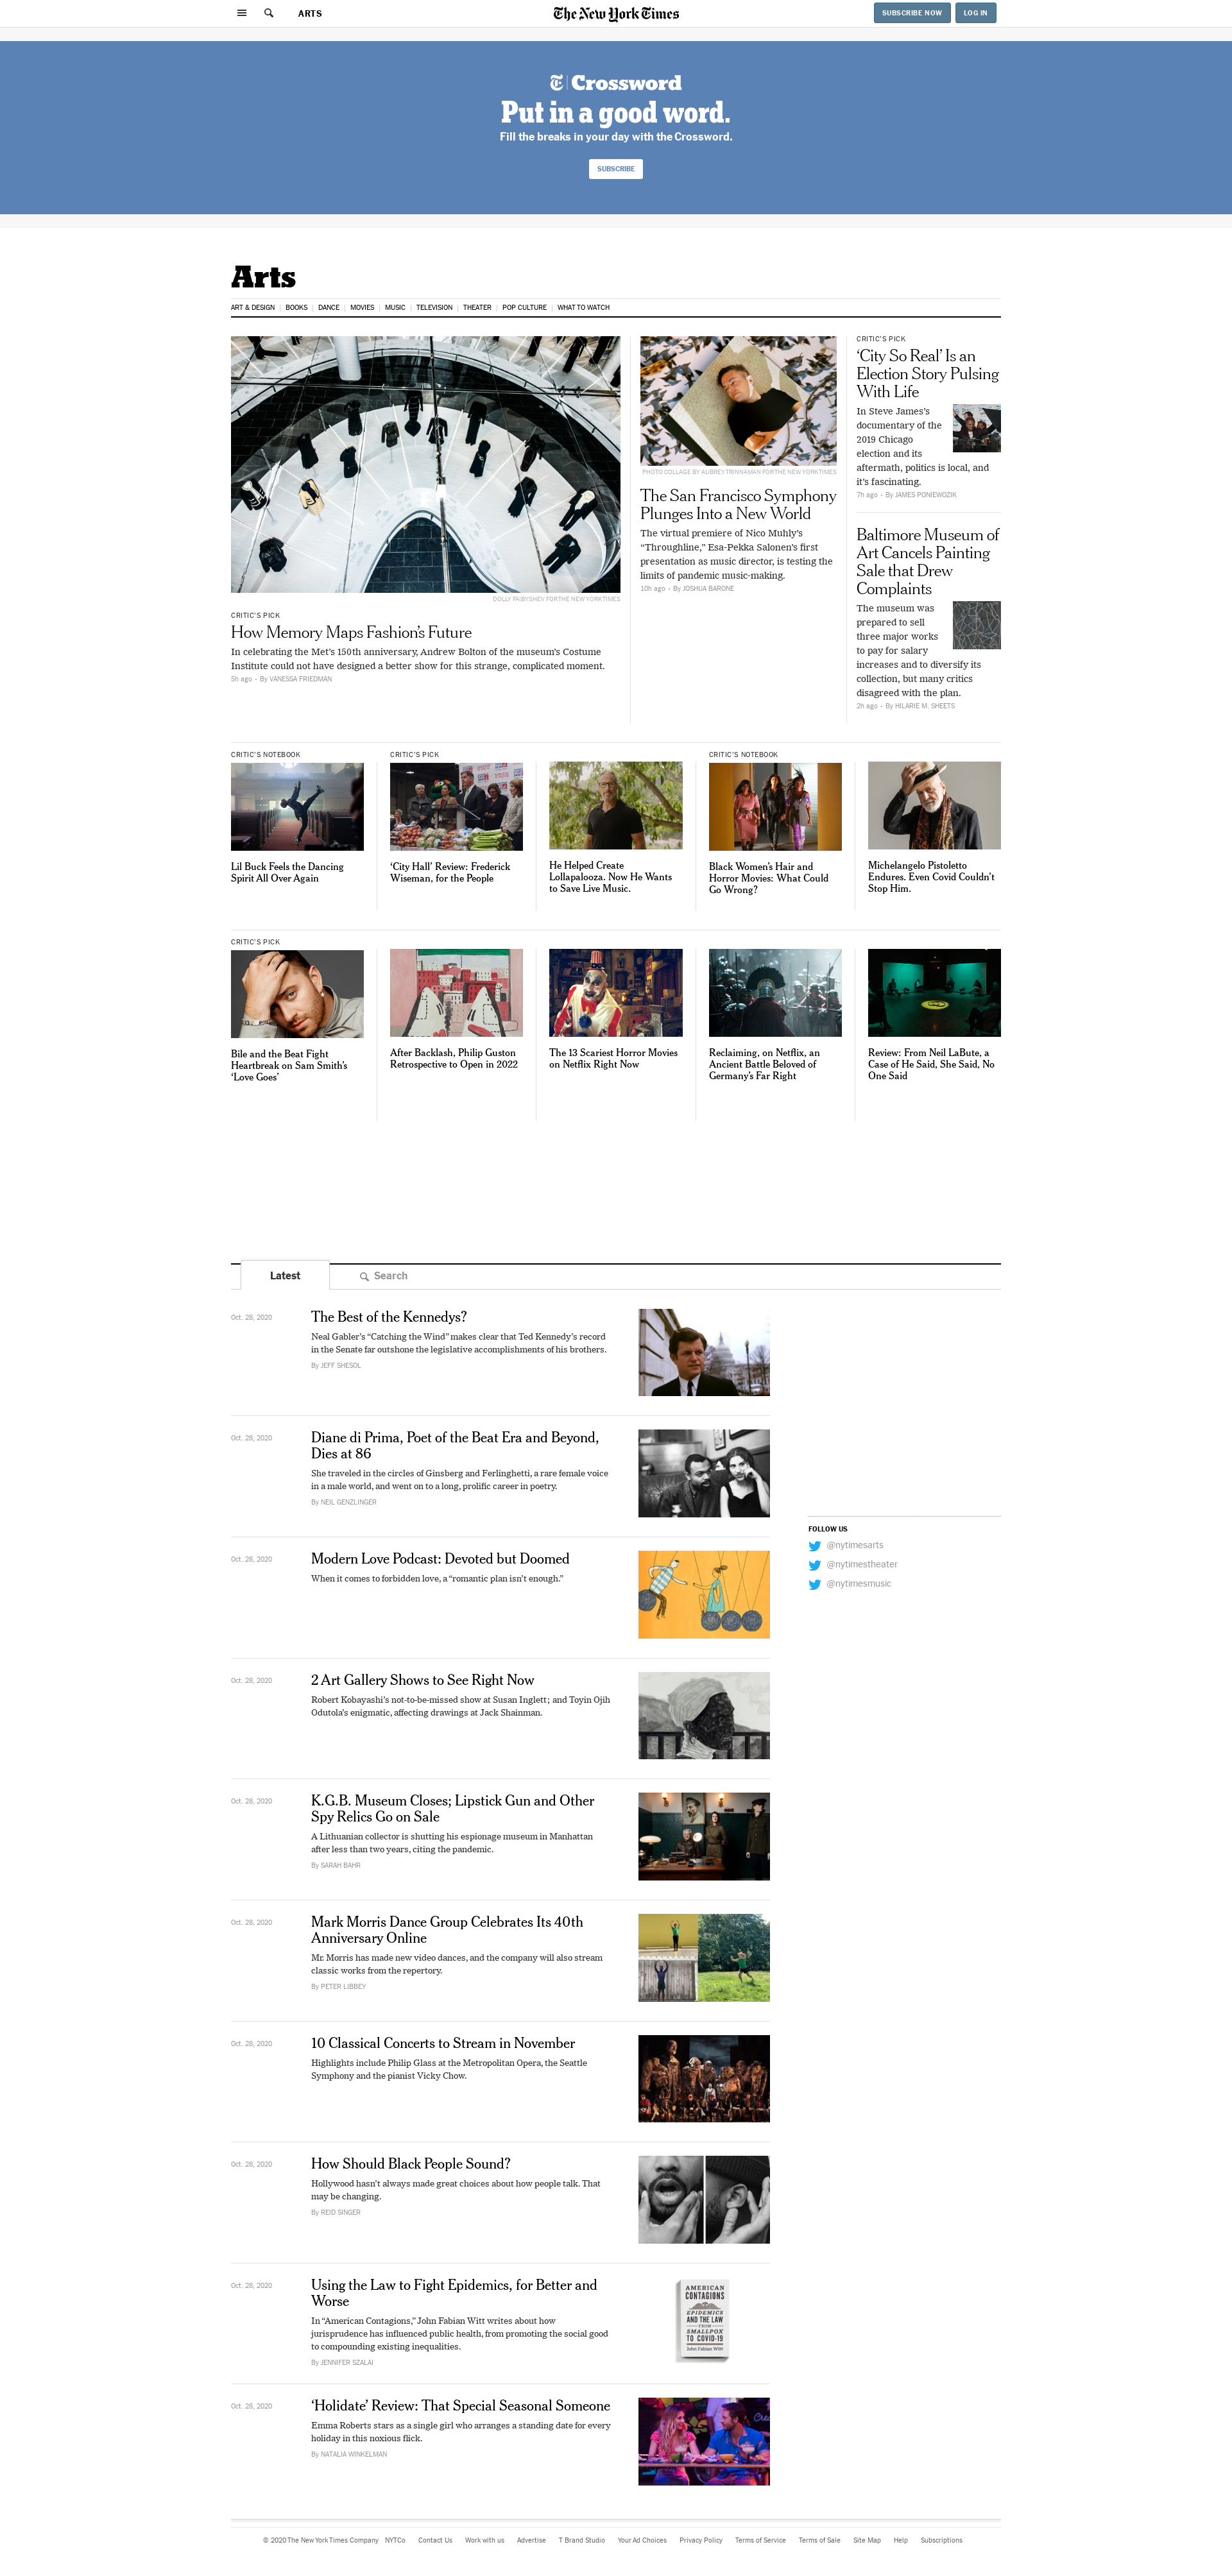 ARTS
The New York Times
SUBSCRIBE NOW
LOG IN
T Crossword
Put in a good word.
Fill the breaks in your day with the Crossword.
SUBSCRIBE
Arts
ART & DESIGN | BOOKS | DANCE | MOVIES | MUSIC | TELEVISION | THEATER | POP CULTURE | WHAT TO WATCH
DOLLY FAIBYSHEV FOR THE NEW YORK TIMES
CRITIC'S PICK
How Memory Maps Fashion's Future
In celebrating the Met's 150th anniversary, Andrew Bolton of the museum's Costume
Institute could not have designed a better show for this strange, complicated moment.
5h ago • By VANESSA FRIEDMAN
PHOTO COLLAGE BY AUBREY TRINNAMAN FOR THE NEW YORK TIMES
The San Francisco Symphony
Plunges Into a New World
The virtual premiere of Nico Muhly's
“Throughline,” Esa-Pekka Salonen's first
presentation as music director, is testing the
limits of pandemic music-making.
10h ago • By JOSHUA BARONE
CRITIC'S PICK
‘City So Real’ Is an
Election Story Pulsing
With Life
In Steve James's
documentary of the
2019 Chicago
election and its
aftermath, politics is local, and
it's fascinating.
7h ago • By JAMES PONIEWOZIK
Baltimore Museum of
Art Cancels Painting
Sale that Drew
Complaints
The museum was
prepared to sell
three major works
to pay for salary
increases and to diversify its
collection, but many critics
disagreed with the plan.
2h ago • By HILARIE M. SHEETS
CRITIC'S NOTEBOOK
Lil Buck Feels the Dancing
Spirit All Over Again
CRITIC'S PICK
‘City Hall’ Review: Frederick
Wiseman, for the People
He Helped Create
Lollapalooza. Now He Wants
to Save Live Music.
CRITIC'S NOTEBOOK
Black Women's Hair and
Horror Movies: What Could
Go Wrong?
Michelangelo Pistoletto
Endures. Even Covid Couldn't
Stop Him.
CRITIC'S PICK
Bile and the Beat Fight
Heartbreak on Sam Smith's
‘Love Goes’
After Backlash, Philip Guston
Retrospective to Open in 2022
The 13 Scariest Horror Movies
on Netflix Right Now
Reclaiming, on Netflix, an
Ancient Battle Beloved of
Germany's Far Right
Review: From Neil LaBute, a
Case of He Said, She Said, No
One Said
Latest
Search
Oct. 28, 2020
The Best of the Kennedys?
Neal Gabler's “Catching the Wind” makes clear that Ted Kennedy's record
in the Senate far outshone the legislative accomplishments of his brothers.
By JEFF SHESOL
Oct. 28, 2020
Diane di Prima, Poet of the Beat Era and Beyond,
Dies at 86
She traveled in the circles of Ginsberg and Ferlinghetti, a rare female voice
in a male world, and went on to a long, prolific career in poetry.
By NEIL GENZLINGER
FOLLOW US
@nytimesarts
@nytimestheater
@nytimesmusic
Oct. 28, 2020
Modern Love Podcast: Devoted but Doomed
When it comes to forbidden love, a “romantic plan isn't enough.”
Oct. 28, 2020
2 Art Gallery Shows to See Right Now
Robert Kobayashi's not-to-be-missed show at Susan Inglett; and Toyin Ojih
Odutola's enigmatic, affecting drawings at Jack Shainman.
Oct. 28, 2020
K.G.B. Museum Closes; Lipstick Gun and Other
Spy Relics Go on Sale
A Lithuanian collector is shutting his espionage museum in Manhattan
after less than two years, citing the pandemic.
By SARAH BAHR
Oct. 28, 2020
Mark Morris Dance Group Celebrates Its 40th
Anniversary Online
Mr. Morris has made new video dances, and the company will also stream
classic works from the repertory.
By PETER LIBBEY
Oct. 28, 2020
10 Classical Concerts to Stream in November
Highlights include Philip Glass at the Metropolitan Opera, the Seattle
Symphony and the pianist Vicky Chow.
Oct. 28, 2020
How Should Black People Sound?
Hollywood hasn't always made great choices about how people talk. That
may be changing.
By REID SINGER
Oct. 28, 2020
Using the Law to Fight Epidemics, for Better and
Worse
In “American Contagions,” John Fabian Witt writes about how
jurisprudence has influenced public health, from promoting the social good
to compounding existing inequalities.
By JENNIFER SZALAI
AMERICAN
CONTAGIONS
EPIDEMICS
AND THE LAW
FROM
SMALLPOX
TO COVID-19
John Fabian Witt
Oct. 28, 2020
‘Holidate’ Review: That Special Seasonal Someone
Emma Roberts stars as a single girl who arranges a standing date for every
holiday in this noxious flick.
By NATALIA WINKELMAN
© 2020 The New York Times Company NYTCo Contact Us Work with us Advertise T Brand Studio Your Ad Choices Privacy Policy Terms of Service Terms of Sale Site Map Help Subscriptions